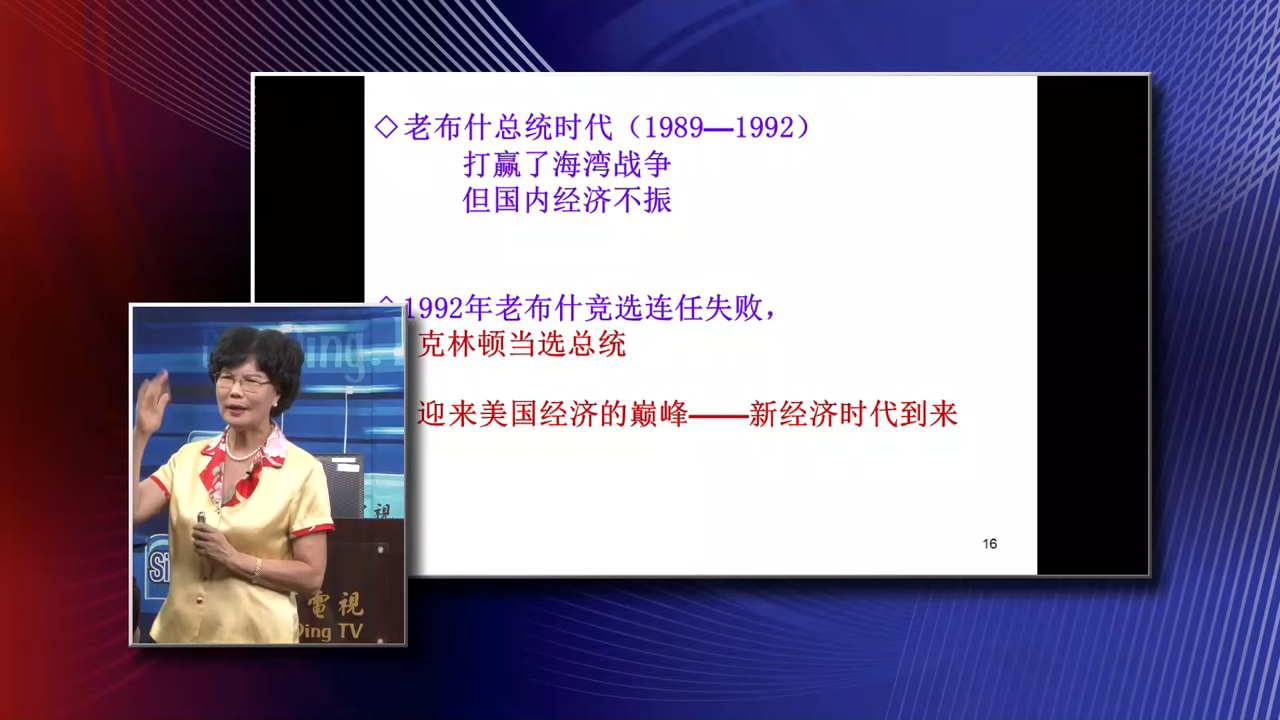 ◇老布什总统时代（1989—1992）
打赢了海湾战争
但国内经济不振
◇1992年老布什竞选连任失败，
克林顿当选总统
迎来美国经济的巅峰——新经济时代到来
16
Si
視
電視
Ding TV